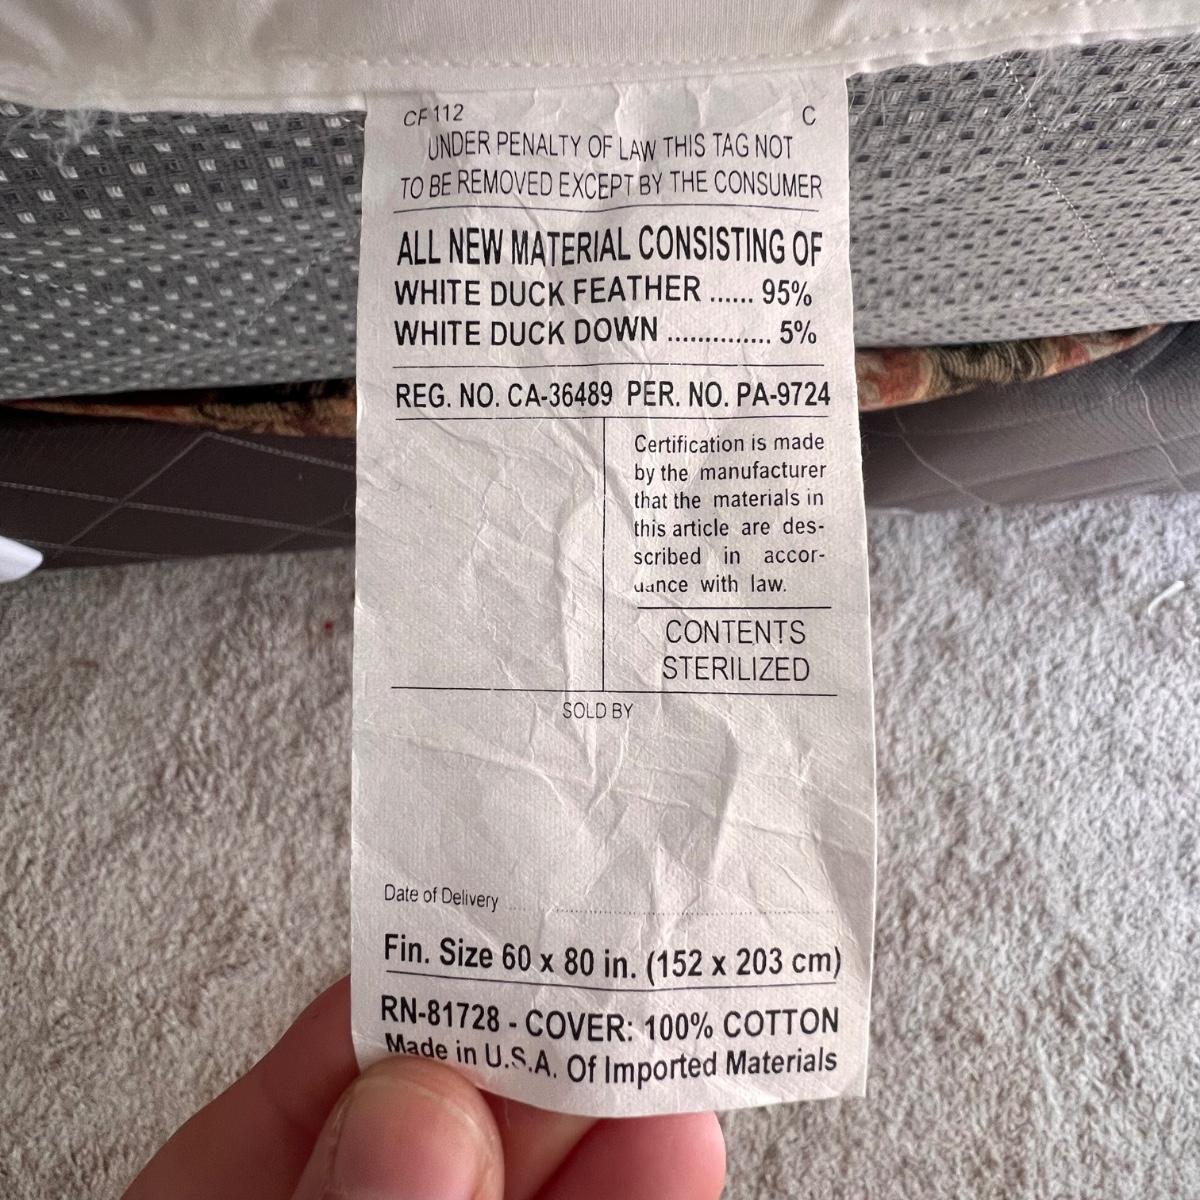 CF 112 C
UNDER PENALTY OF LAW THIS TAG NOT
TO BE REMOVED EXCEPT BY THE CONSUMER
ALL NEW MATERIAL CONSISTING OF
WHITE DUCK FEATHER ...... 95%
WHITE DUCK DOWN .............. 5%
REG. NO. CA-36489 PER. NO. PA-9724
Certification is made
by the manufacturer
that the materials in
this article are des-
scribed in accor-
dance with law.
CONTENTS
STERILIZED
SOLD BY
Date of Delivery
Fin. Size 60 x 80 in. (152 x 203 cm)
RN-81728 - COVER: 100% COTTON
Made in U.S.A. Of Imported Materials